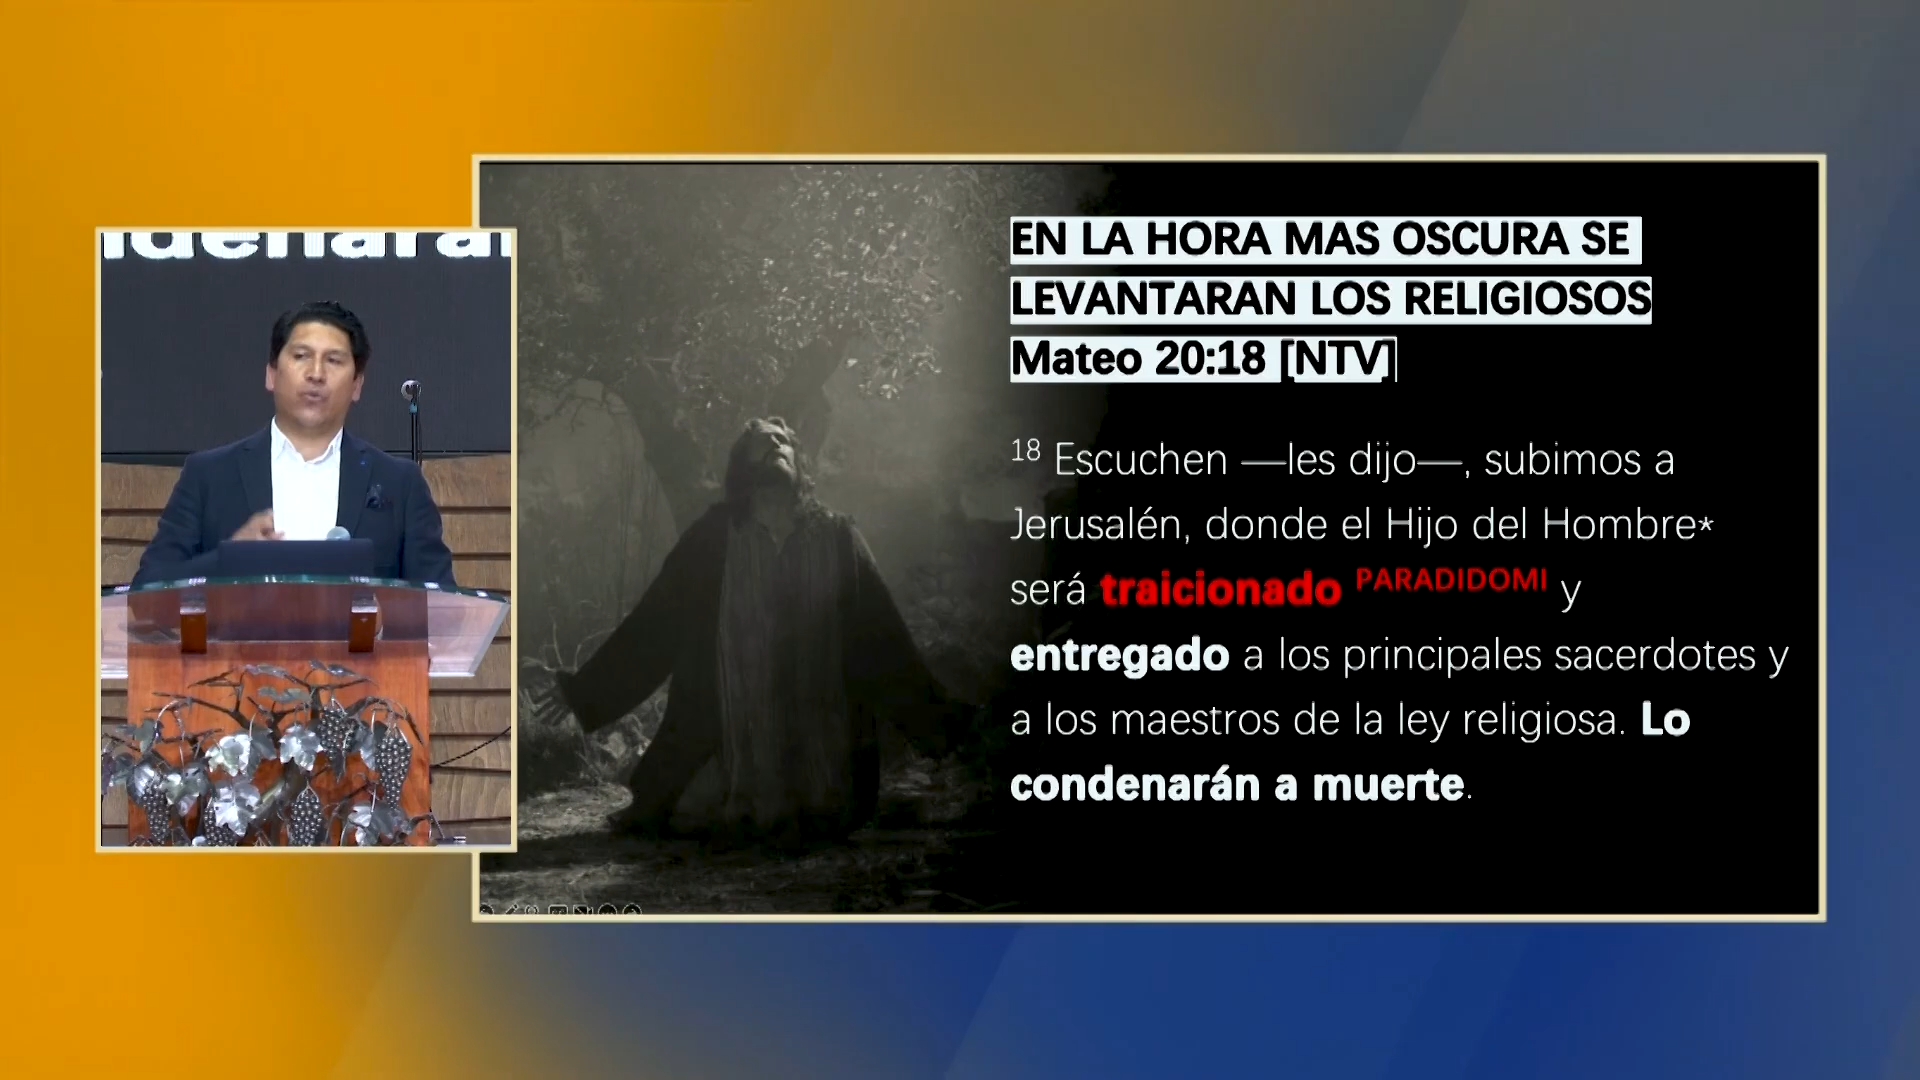 EN LA HORA MAS OSCURA SE
LEVANTARAN LOS RELIGIOSOS
Mateo 20:18 [NTV]
18 Escuchen —les dijo—, subimos a
Jerusalén, donde el Hijo del Hombre*
será traicionado PARADIDOMI y
entregado a los principales sacerdotes y
a los maestros de la ley religiosa. Lo
condenarán a muerte.